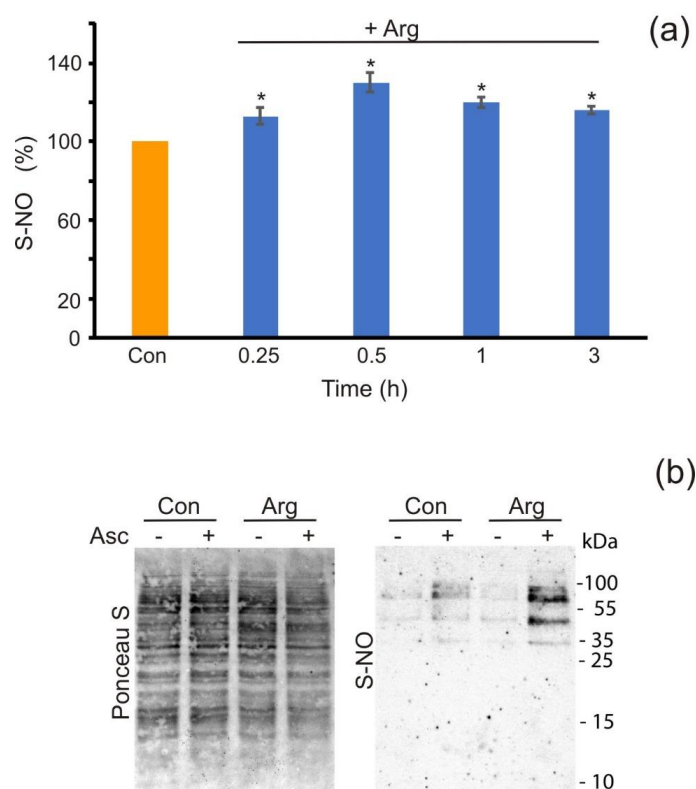 (a)
+ Arg
* * * *
140
100
60
20
0
S-NO (%)
Con 0.25 0.5 1 3
Time (h)
(b)
Con Arg Con Arg
Asc - + - + - + - + kDa
Ponceau S
S-NO
- 100
- 55
- 35
- 25
- 15
- 10